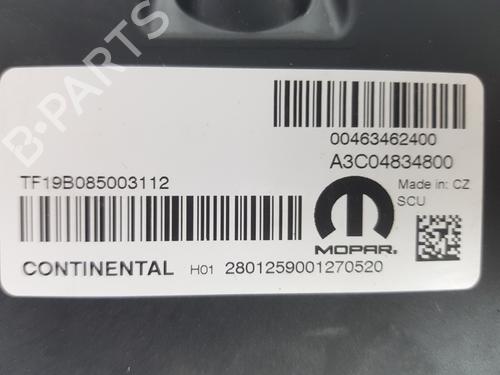 B-PARTS
00463462400
A3C04834800
TF19B085003112
Made in: CZ
SCU
MOPAR.
CONTINENTAL H01 2801259001270520